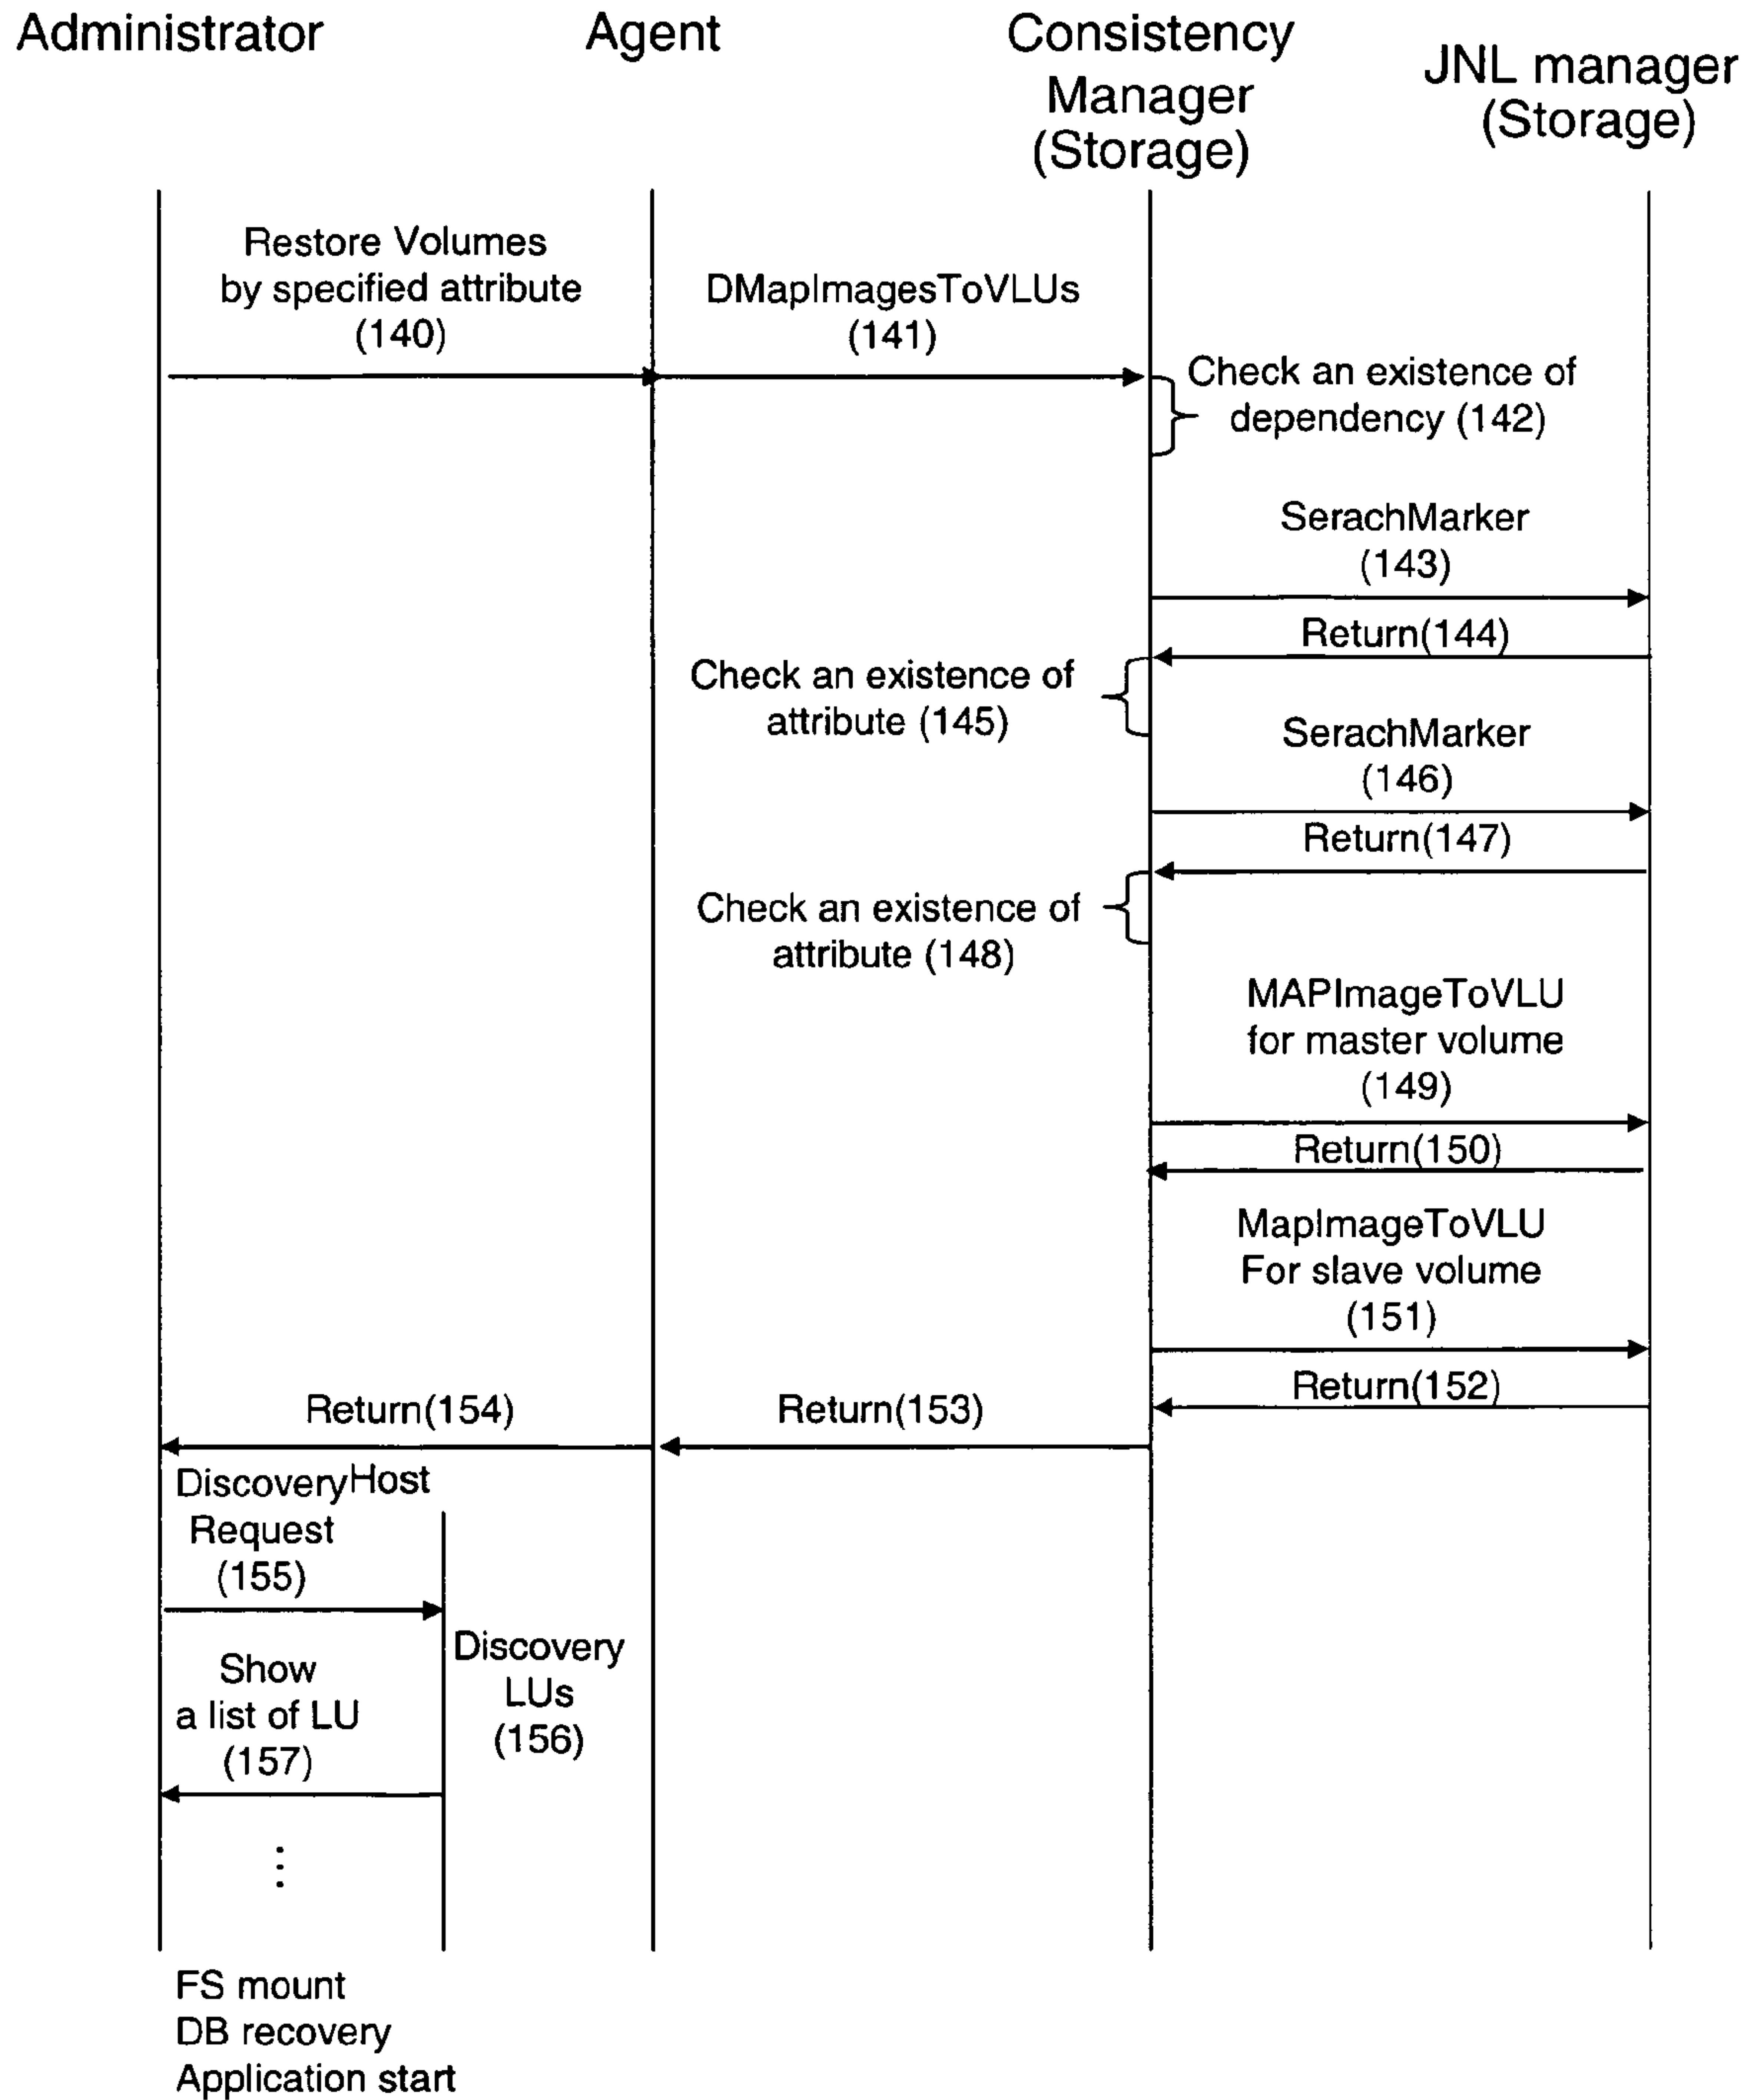 Administrator
Agent
Consistency
Manager
(Storage)
JNL manager
(Storage)
Restore Volumes
by specified attribute
(140)
DMapImagesToVLUs
(141)
Check an existence of
dependency (142)
SerachMarker
(143)
Return(144)
Check an existence of
attribute (145)
SerachMarker
(146)
Return(147)
Check an existence of
attribute (148)
MAPImageToVLU
for master volume
(149)
Return(150)
MapImageToVLU
For slave volume
(151)
Return(152)
Return(153)
Return(154)
Discovery
Request
(155)
Host
Discovery
LUs
(156)
Show
a list of LU
(157)
FS mount
DB recovery
Application start